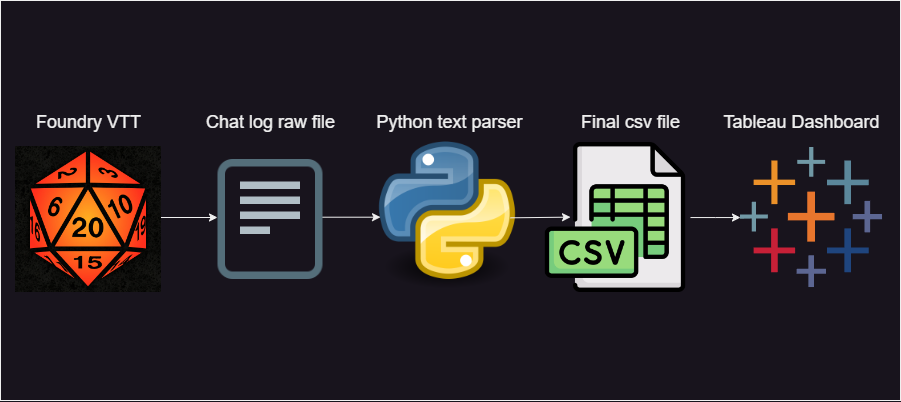 Foundry VTT
Chat log raw file
Python text parser
Final csv file
Tableau Dashboard
2
3
6
10
16
20
19
15
CSV